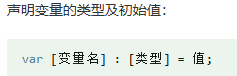 声明变量的类型及初始值：
var [变量名] : [类型] = 值;